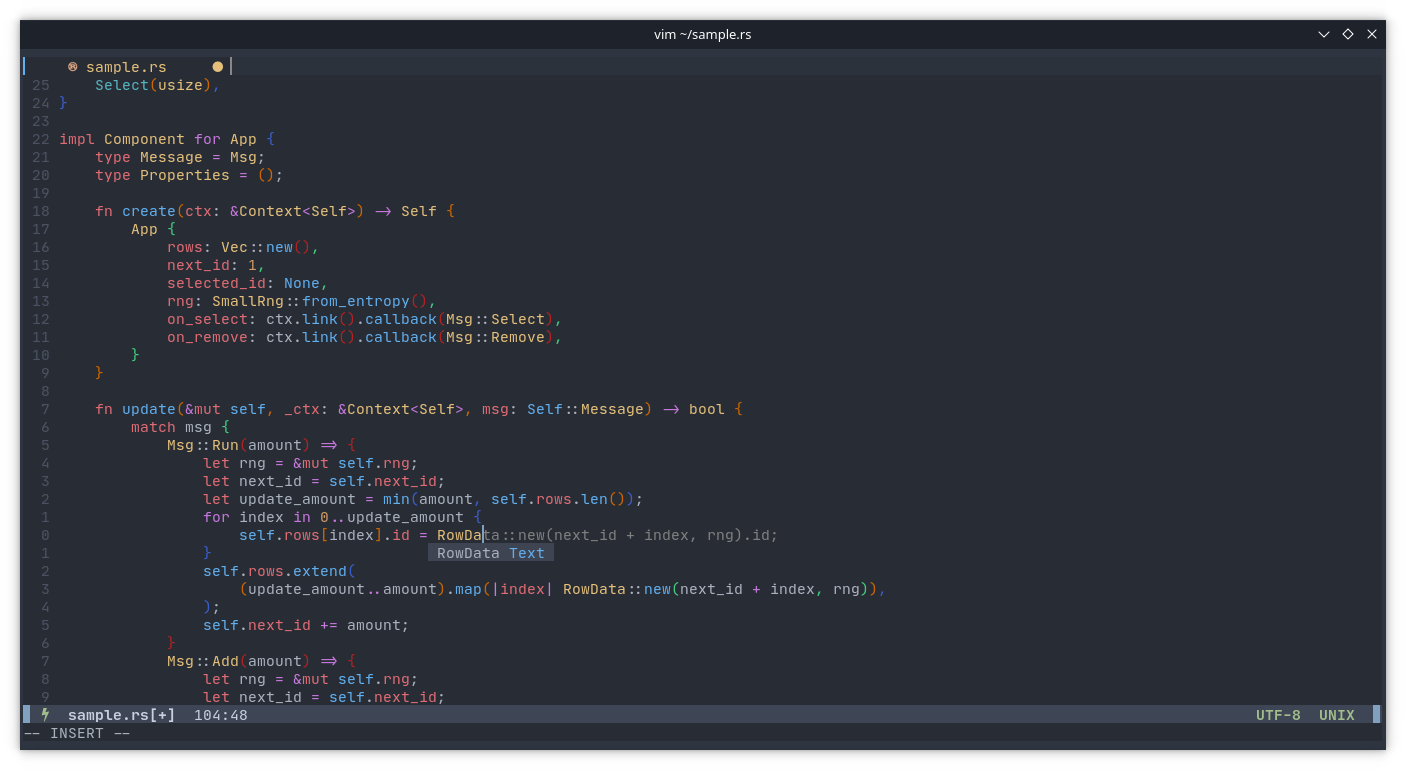 vim ~/sample.rs
sample.rs
25     Select(usize),
24 }
23
22 impl Component for App {
21     type Message = Msg;
20     type Properties = ();
19
18     fn create(ctx: &Context<Self>) -> Self {
17         App {
16             rows: Vec::new(),
15             next_id: 1,
14             selected_id: None,
13             rng: SmallRng::from_entropy(),
12             on_select: ctx.link().callback(Msg::Select),
11             on_remove: ctx.link().callback(Msg::Remove),
10         }
9     }
8
7     fn update(&mut self, _ctx: &Context<Self>, msg: Self::Message) -> bool {
6         match msg {
5             Msg::Run(amount) => {
4                 let rng = &mut self.rng;
3                 let next_id = self.next_id;
2                 let update_amount = min(amount, self.rows.len());
1                 for index in 0..update_amount {
0                     self.rows[index].id = RowData::new(next_id + index, rng).id;
1                 }                        RowData Text
2                 self.rows.extend(
3                     (update_amount..amount).map(|index| RowData::new(next_id + index, rng)),
4                 );
5                 self.next_id += amount;
6             }
7             Msg::Add(amount) => {
8                 let rng = &mut self.rng;
9                 let next_id = self.next_id;
sample.rs[+]  104:48  UTF-8  UNIX
-- INSERT --